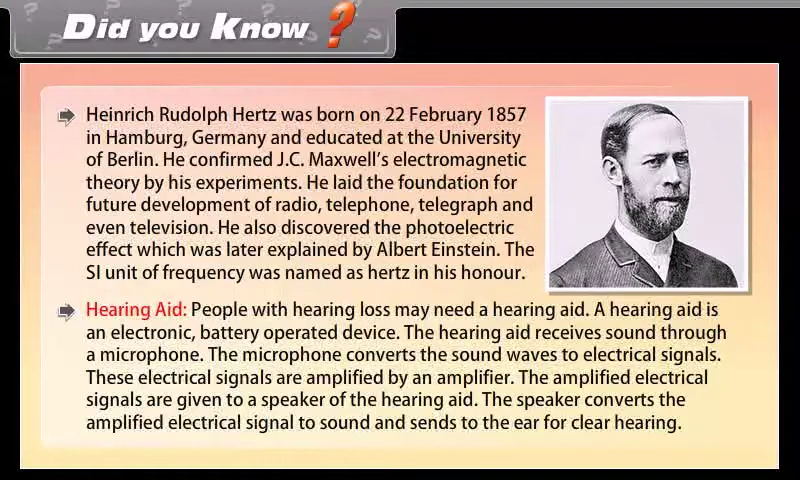 Did you Know ?
Heinrich Rudolph Hertz was born on 22 February 1857
in Hamburg, Germany and educated at the University
of Berlin. He confirmed J.C. Maxwell's electromagnetic
theory by his experiments. He laid the foundation for
future development of radio, telephone, telegraph and
even television. He also discovered the photoelectric
effect which was later explained by Albert Einstein. The
SI unit of frequency was named as hertz in his honour.
Hearing Aid: People with hearing loss may need a hearing aid. A hearing aid is
an electronic, battery operated device. The hearing aid receives sound through
a microphone. The microphone converts the sound waves to electrical signals.
These electrical signals are amplified by an amplifier. The amplified electrical
signals are given to a speaker of the hearing aid. The speaker converts the
amplified electrical signal to sound and sends to the ear for clear hearing.